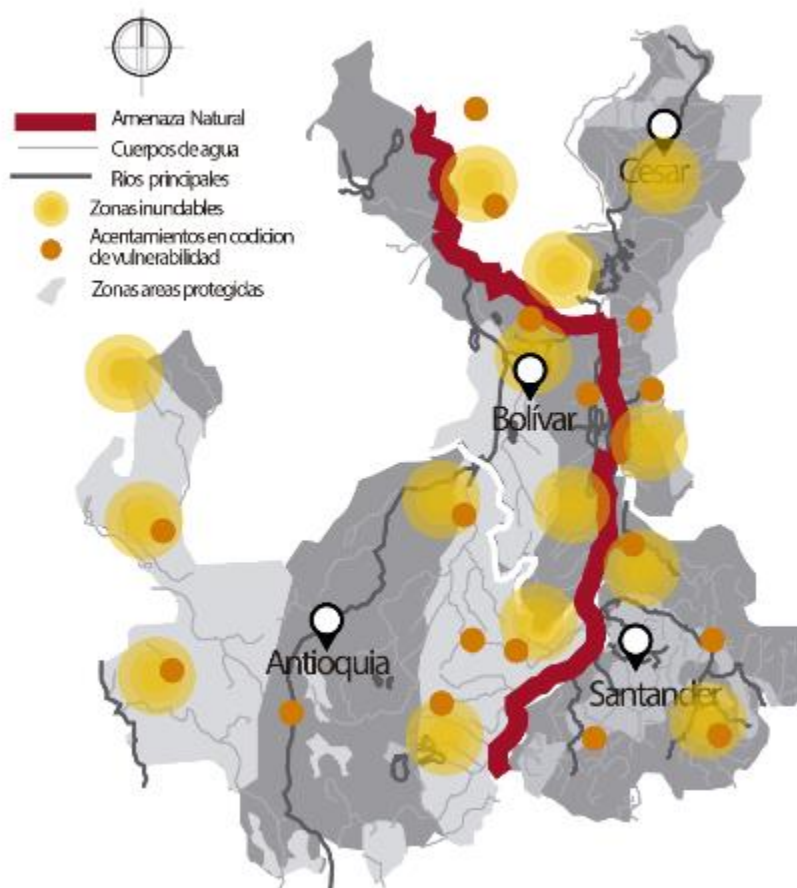 Amenaza Natural
Cuerpos de agua
Rios principales
Zonas inundables
Acentamientos en codicion
de vulnerabilidad
Zonas areas protegidas
Cesar
Bolívar
Antioquia
Santander